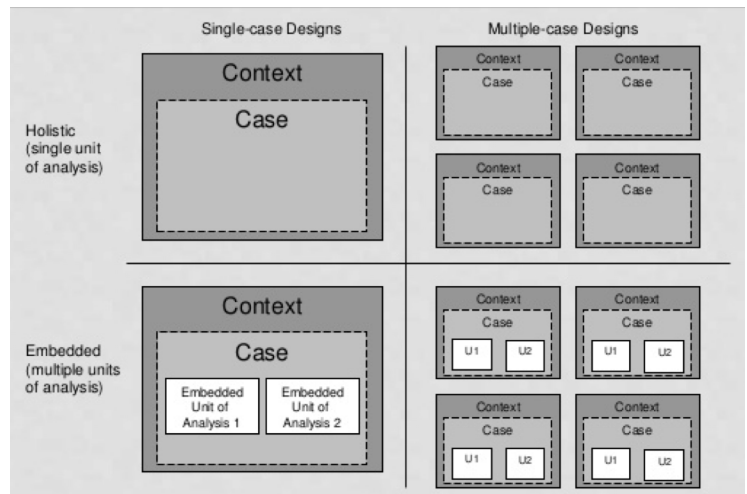 Single-case Designs
Multiple-case Designs
Holistic
(single unit
of analysis)
Context
Case
Context
Case
Context
Case
Context
Case
Context
Case
Embedded
(multiple units
of analysis)
Context
Case
Embedded
Unit of
Analysis 1
Embedded
Unit of
Analysis 2
Context
Case
U1
U2
Context
Case
U1
U2
Context
Case
U1
U2
Context
Case
U1
U2